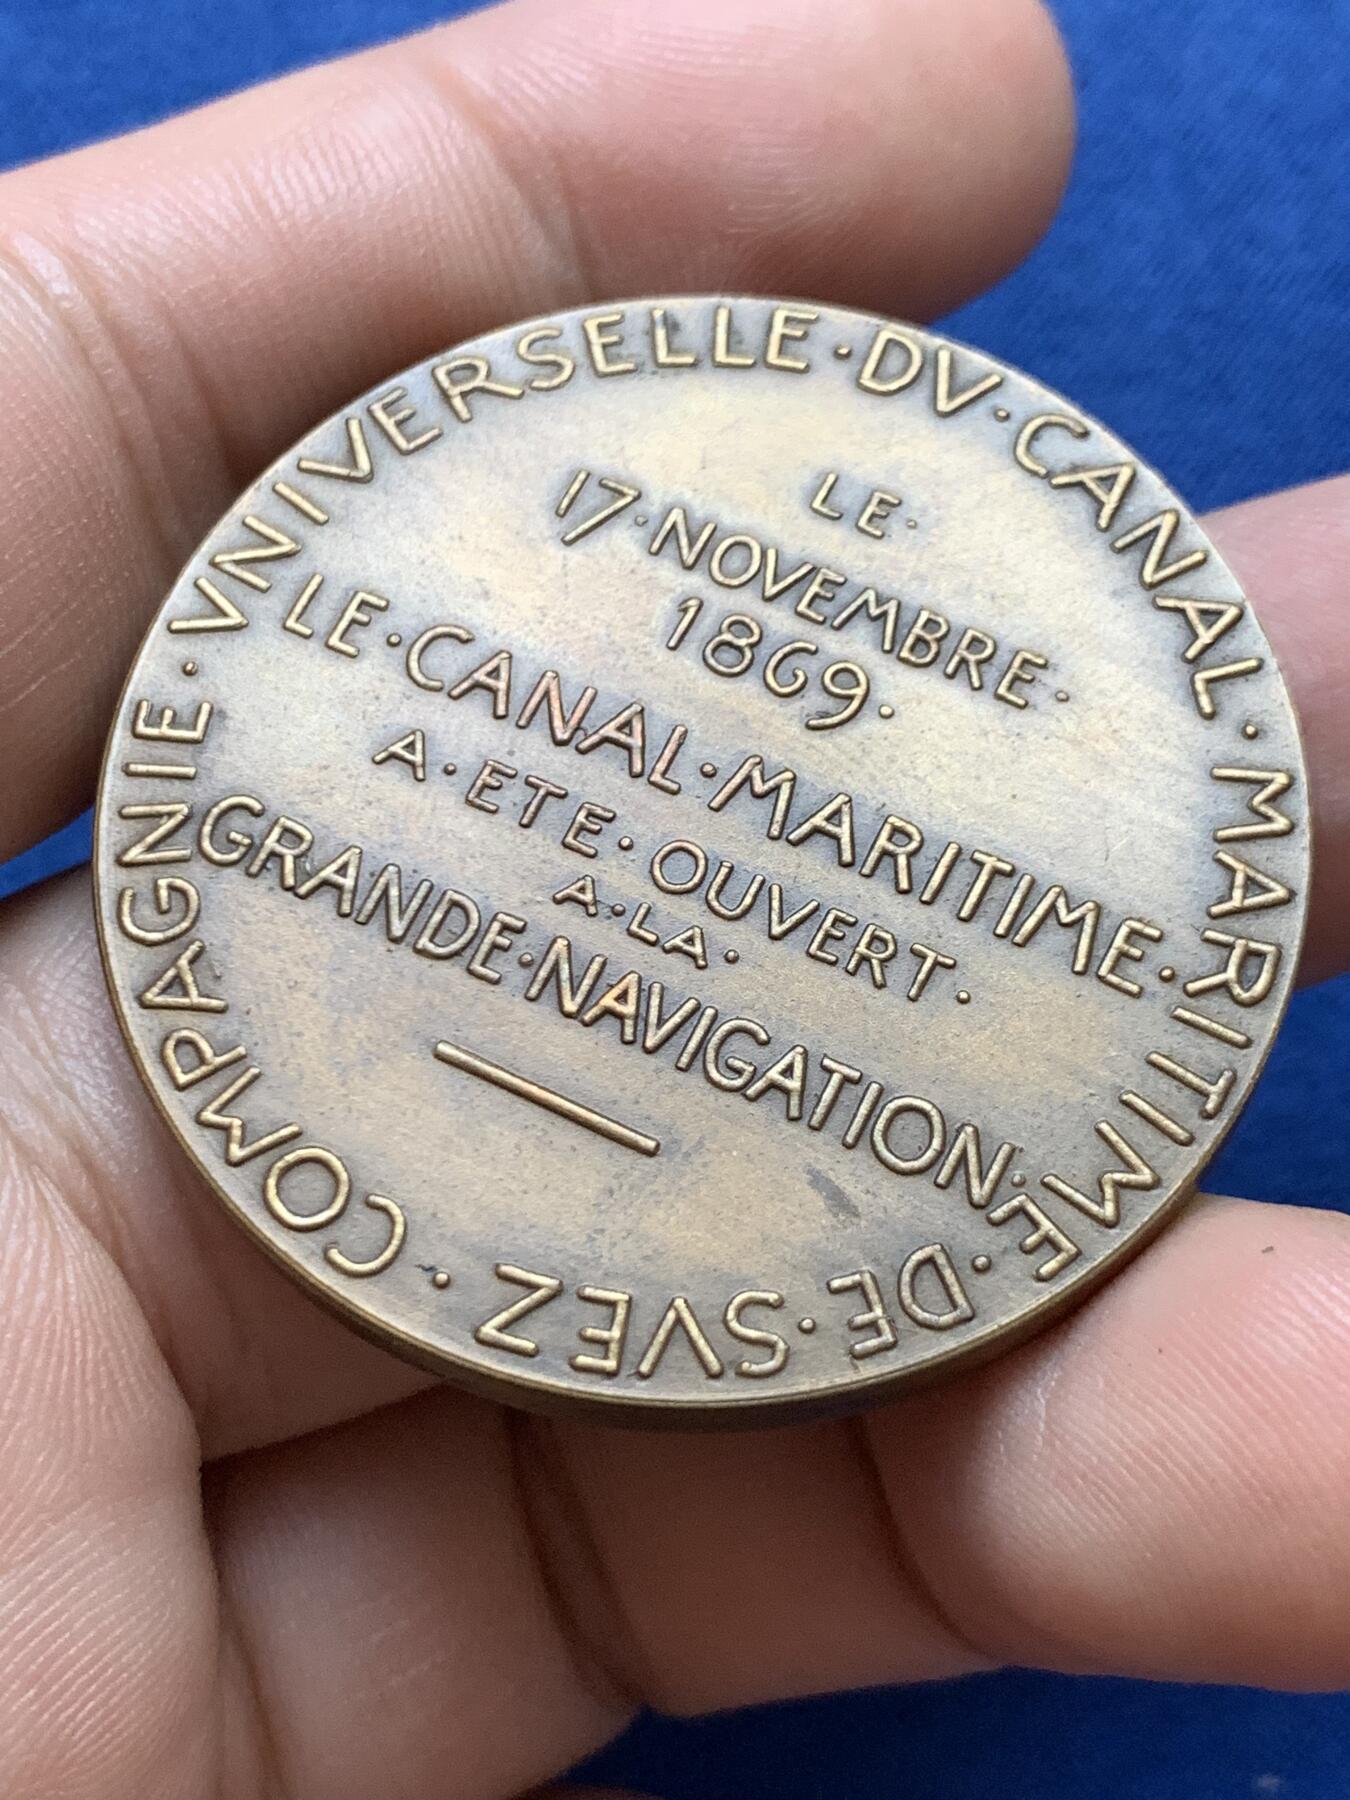 COMPAGNIE · VNIVERSELLE · DV · CANAL · MARITIME · DE · SVEZ ·
LE ·
17 · NOVEMBRE ·
1869 ·
LE · CANAL · MARITIME ·
A · ETE · OUVERT ·
A · LA ·
GRANDE · NAVIGATION ·